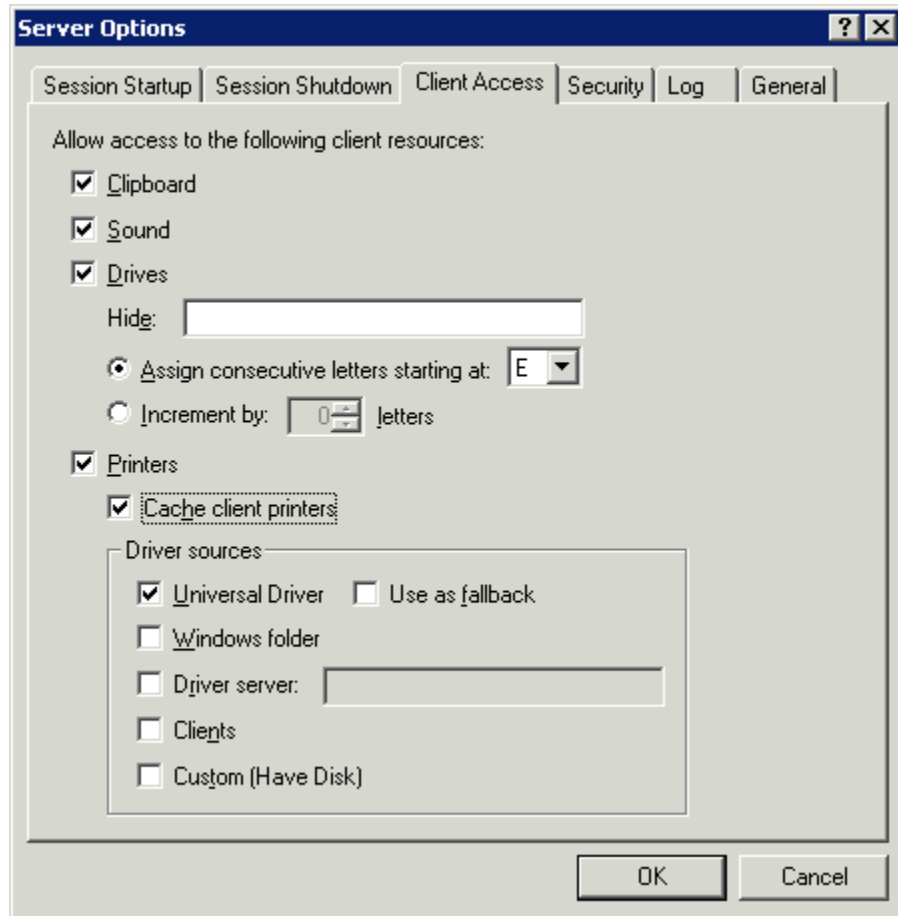 Server Options
Session Startup Session Shutdown Client Access Security Log General
Allow access to the following client resources:
Clipboard
Sound
Drives
Hide:
Assign consecutive letters starting at: E
Increment by: 0 letters
Printers
Cache client printers
Driver sources
Universal Driver Use as fallback
Windows folder
Driver server:
Clients
Custom (Have Disk)
OK Cancel